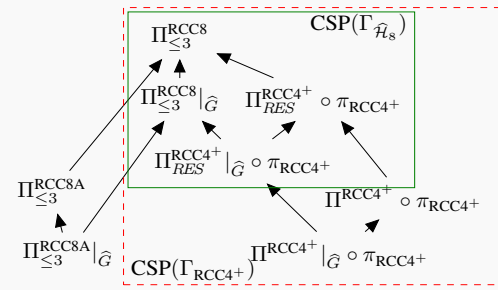 CSP(Γ_{\widehat{ℋ}_8})
Π^{RCC8}_{≤3}
Π^{RCC8}_{≤3}|_{\widehat{G}} Π^{RCC4+}_{RES} ∘ π_{RCC4+}
Π^{RCC4+}_{RES}|_{\widehat{G}} ∘ π_{RCC4+}
Π^{RCC8A}_{≤3} Π^{RCC4+} ∘ π_{RCC4+}
Π^{RCC8A}_{≤3}|_{\widehat{G}} Π^{RCC4+}|_{\widehat{G}} ∘ π_{RCC4+}
CSP(Γ_{RCC4+})